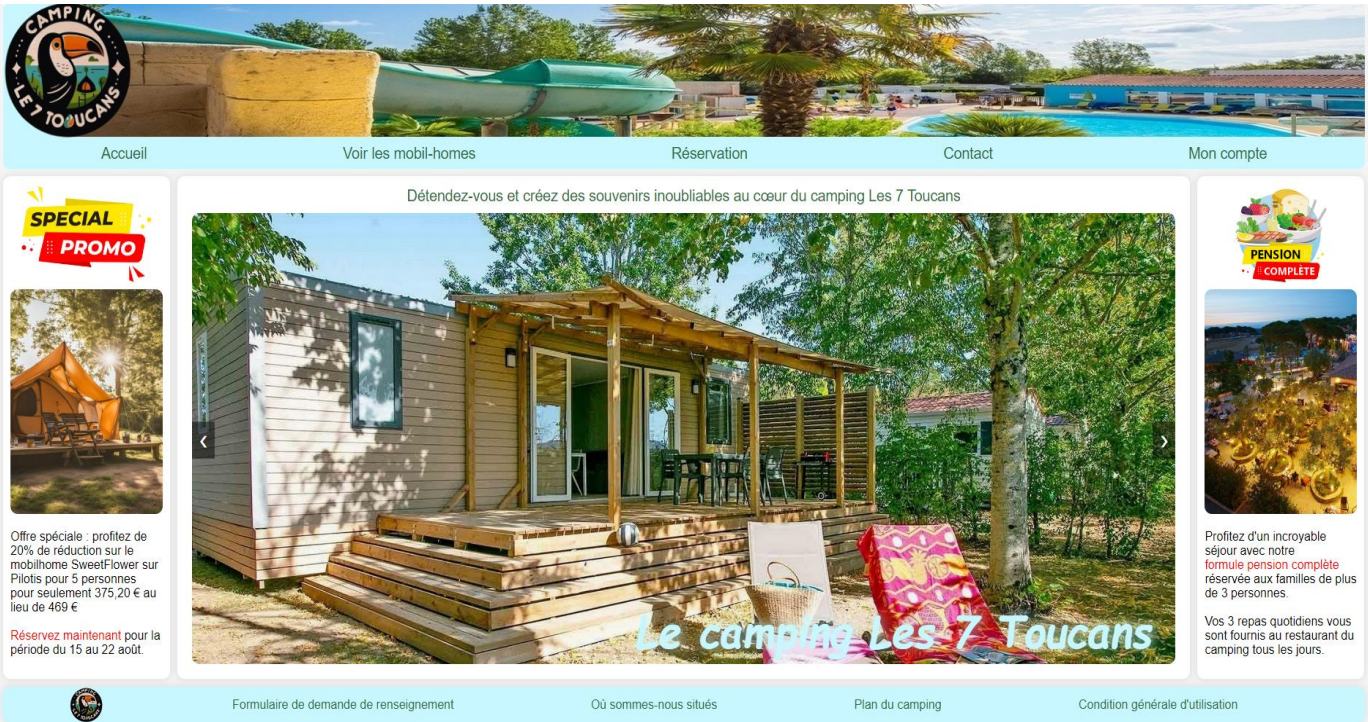 CAMPING
LE 7 TOUCANS
Accueil
Voir les mobil-homes
Réservation
Contact
Mon compte
SPECIAL
PROMO
Offre spéciale : profitez de
20% de réduction sur le
mobilhome SweetFlower sur
Pilotis pour 5 personnes
pour seulement 375,20 € au
lieu de 469 €
Réservez maintenant pour la
période du 15 au 22 août.
Détendez-vous et créez des souvenirs inoubliables au cœur du camping Les 7 Toucans
Le camping Les 7 Toucans
PENSION
COMPLÈTE
Profitez d'un incroyable
séjour avec notre
formule pension complète
réservée aux familles de plus
de 3 personnes.
Vos 3 repas quotidiens vous
sont fournis au restaurant du
camping tous les jours.
CAMPING
LE 7 TOUCANS
Formulaire de demande de renseignement
Où sommes-nous situés
Plan du camping
Condition générale d'utilisation